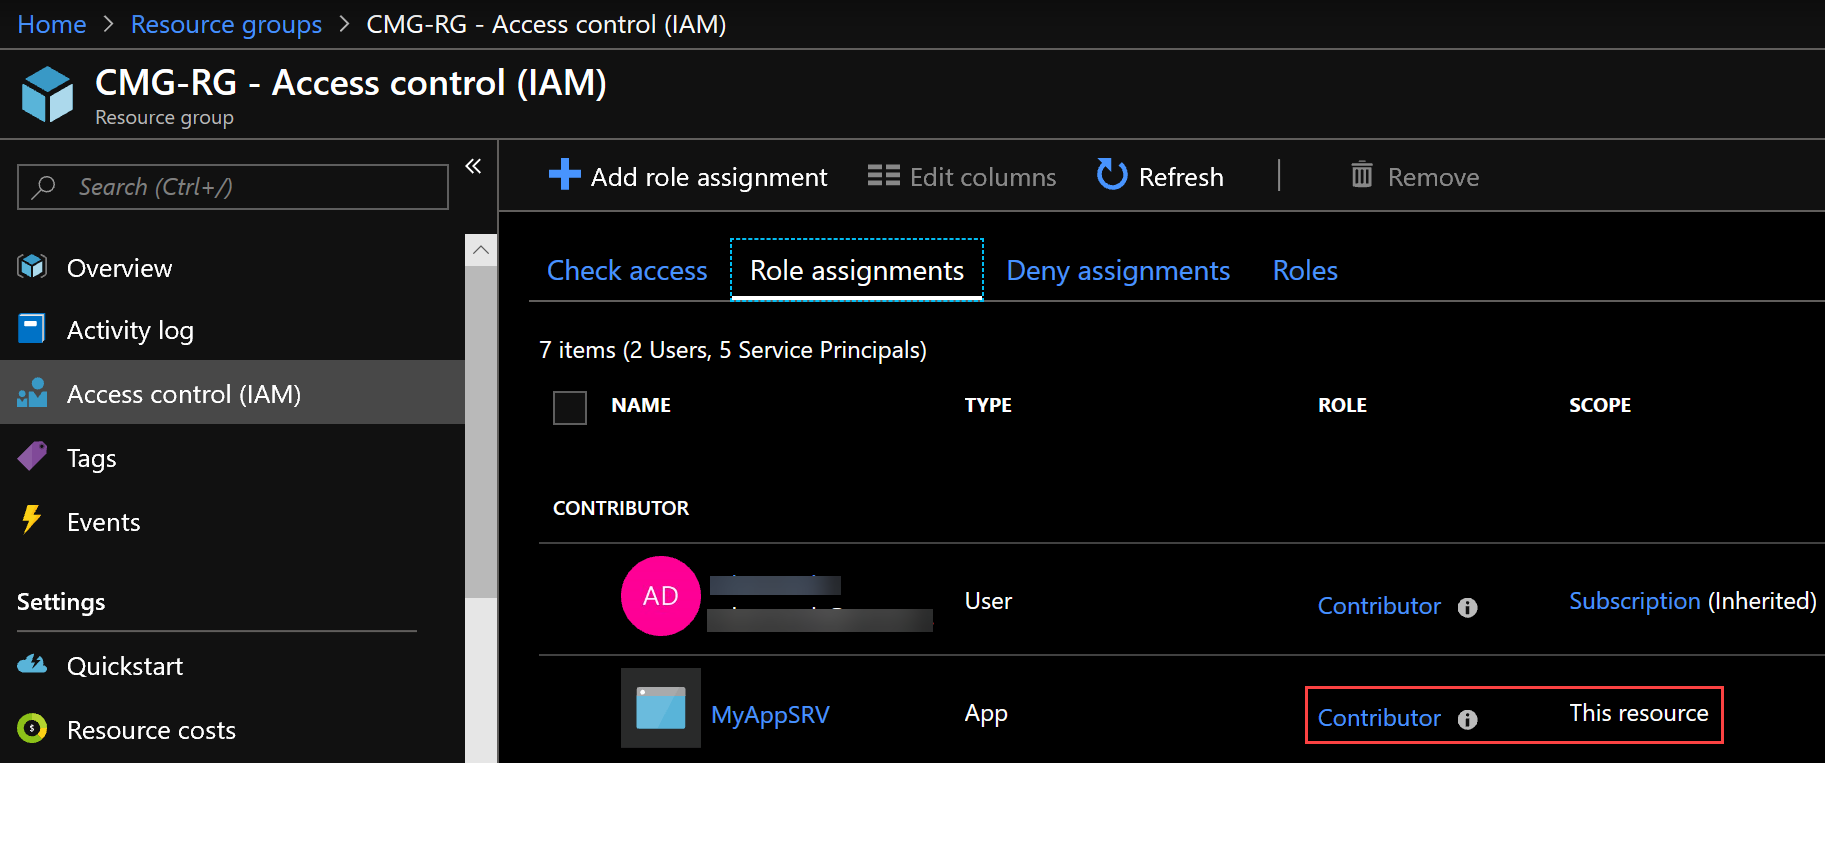 Home > Resource groups > CMG-RG - Access control (IAM)
CMG-RG - Access control (IAM)
Resource group
Search (Ctrl+/)
«
Overview
Activity log
Access control (IAM)
Tags
Events
Settings
Quickstart
Resource costs
Add role assignment Edit columns Refresh Remove
Check access Role assignments Deny assignments Roles
7 items (2 Users, 5 Service Principals)
NAME TYPE ROLE SCOPE
CONTRIBUTOR
AD User Contributor Subscription (Inherited)
MyAppSRV App Contributor This resource